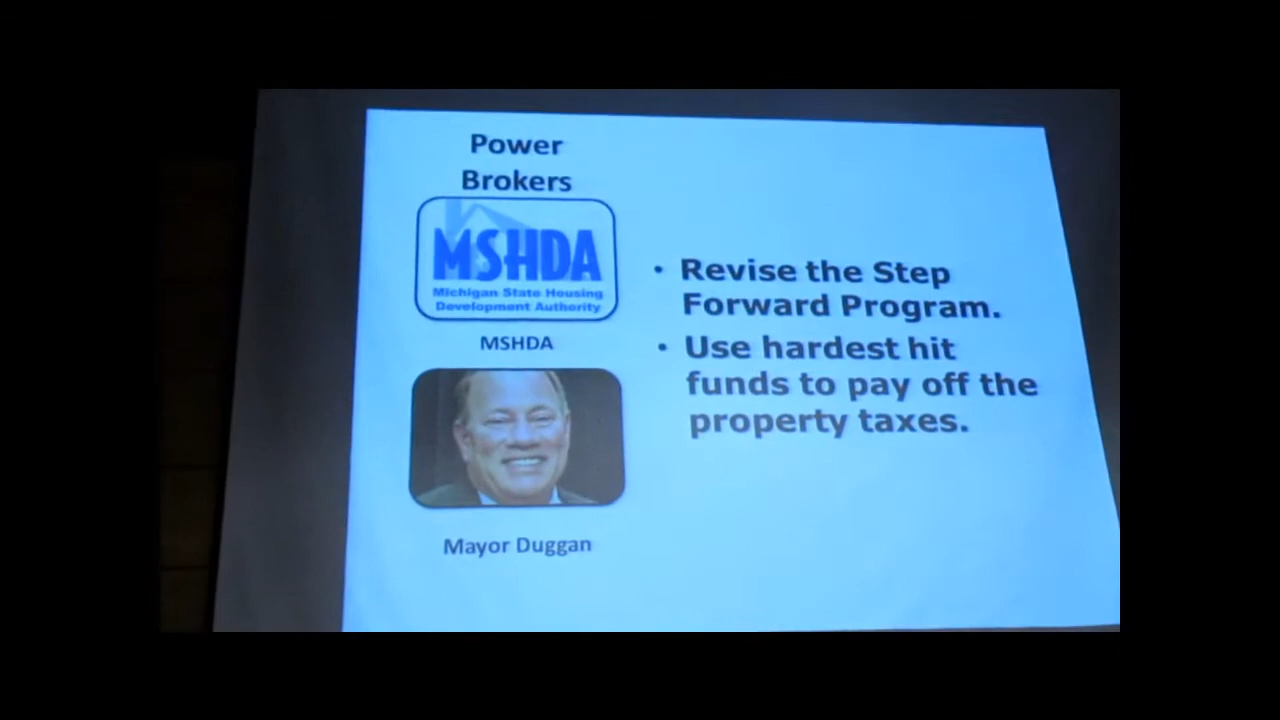 Power
Brokers
MSHDA
Michigan State Housing
Development Authority
MSHDA
Mayor Duggan
• Revise the Step
Forward Program.
• Use hardest hit
funds to pay off the
property taxes.